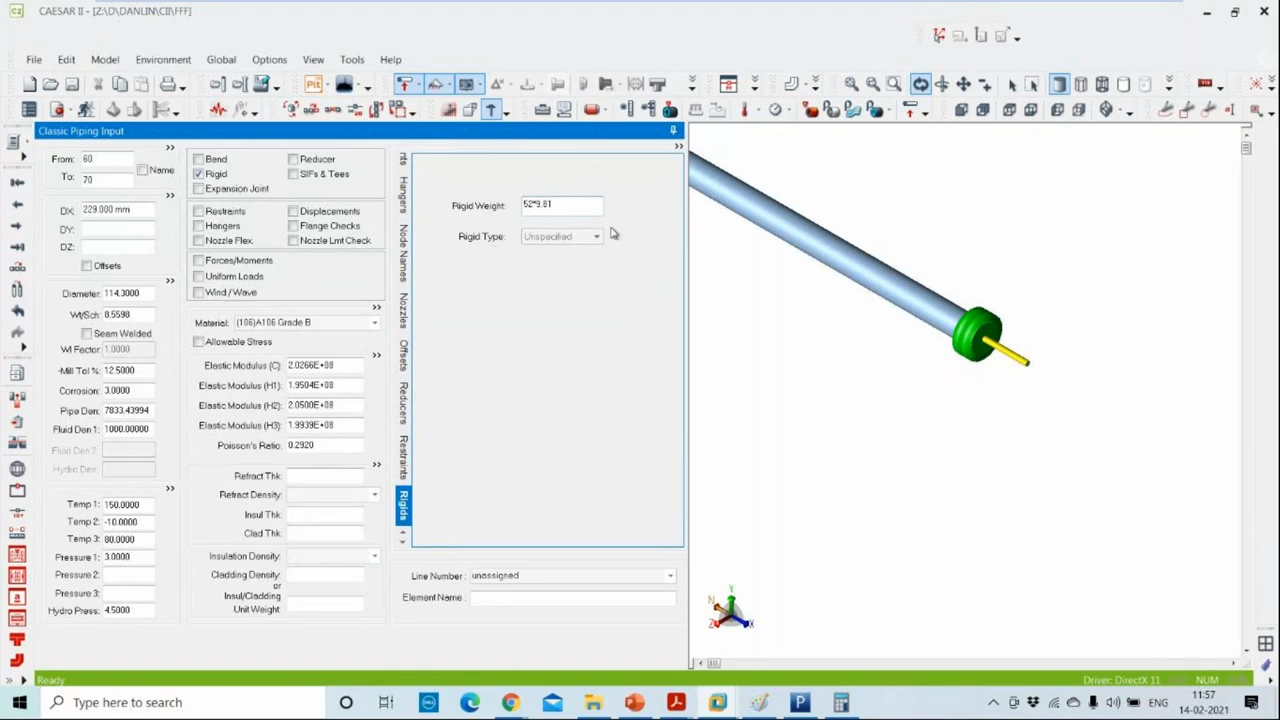 CAESAR II - [Z:\D\DANLIN\CII\FFF]
File Edit Model Environment Global Options View Tools Help
Classic Piping Input
From: 60
To: 70
Name
DX: 229.000 mm
DY:
DZ:
Offsets
Diameter: 114.3000
Wt/Sch: 8.5598
Seam Welded
Wl Factor: 1.0000
-Mill Tol %: 12.5000
Corrosion: 3.0000
Pipe Den: 7833.43994
Fluid Den 1: 1000.00000
Fluid Den 2:
Hydro Den:
Temp 1: 150.0000
Temp 2: -10.0000
Temp 3: 80.0000
Pressure 1: 3.0000
Pressure 2:
Pressure 3:
Hydro Press: 4.5000
Bend Reducer
Rigid SIFs & Tees
Expansion Joint
Restraints Displacements
Hangers Flange Checks
Nozzle Flex. Nozzle Lmt Check
Forces/Moments
Uniform Loads
Wind / Wave
Material: (106)A106 Grade B
Allowable Stress
Elastic Modulus (C): 2.0266E+08
Elastic Modulus (H1): 1.9504E+08
Elastic Modulus (H2): 2.0500E+08
Elastic Modulus (H3): 1.9939E+08
Poisson's Ratio: 0.2920
Refract Thk:
Refract Density:
Insul Thk:
Clad Thk:
Insulation Density:
Cladding Density:
or
Insul/Cladding
Unit Weight:
nts
Hangers
Node Names
Nozzles
Offsets
Reducers
Restraints
Rigids
Rigid Weight: 52*9.81
Rigid Type: Unspecified
Line Number: unassigned
Element Name:
Y
N
Z X
Ready
Driver: DirectX 11 NUM
Type here to search
ENG
11:57
14-02-2021